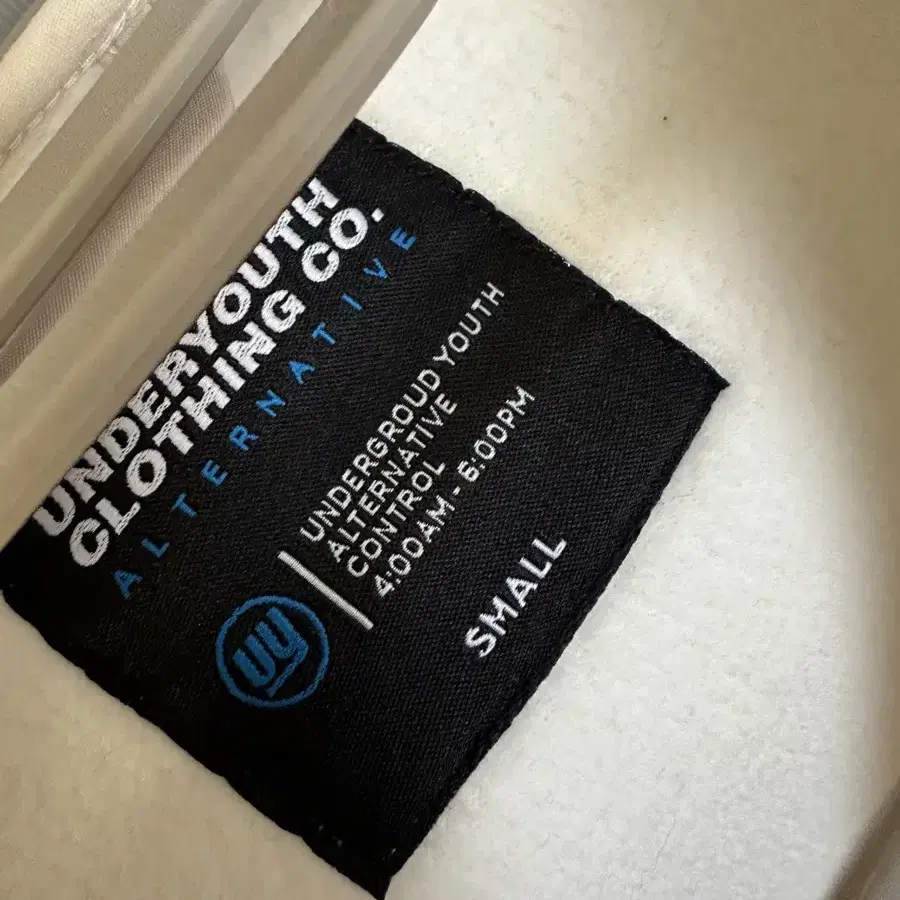 UNDERYOUTH
CLOTHING CO.
ALTERNATIVE
UNDERGROUD YOUTH
ALTERNATIVE
CONTROL
4:00AM - 6:00PM
uy
SMALL